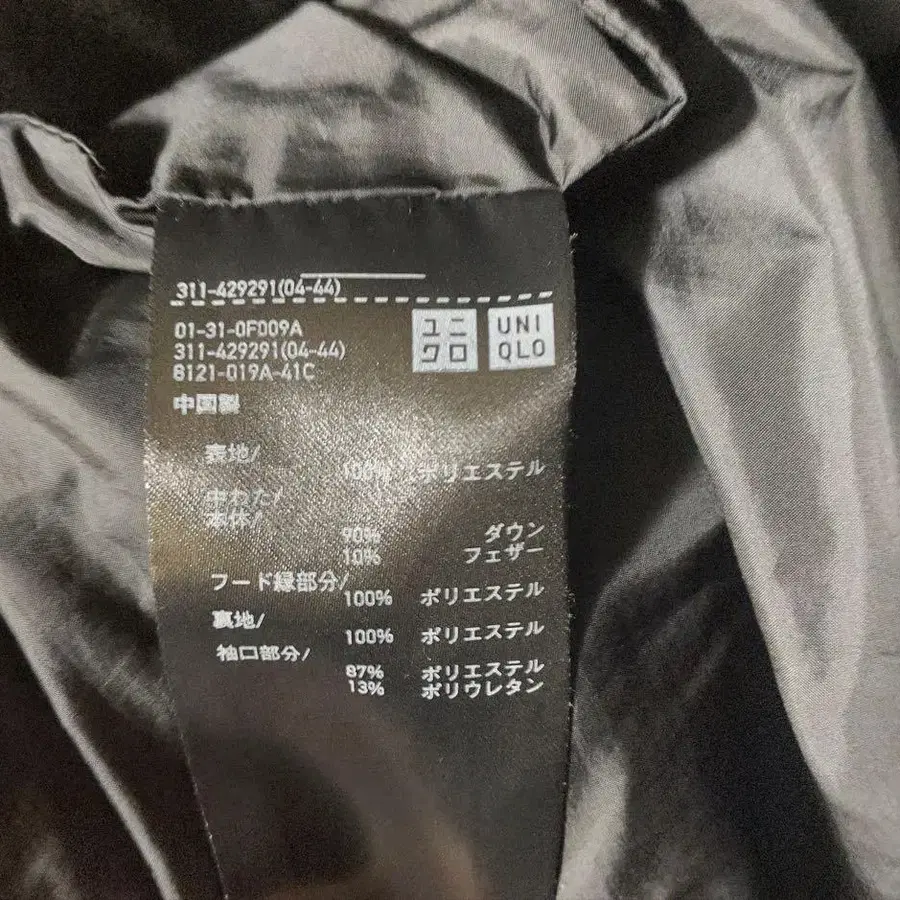 311-429291(04-44)
01-31-0F009A
311-429291(04-44)
8121-019A-41C
中国製
ユニ
クロ
UNI
QLO
表地/
100% ポリエステル
中わた/
本体/
90% ダウン
10% フェザー
フード縁部分/
100% ポリエステル
裏地/
100% ポリエステル
袖口部分/
87% ポリエステル
13% ポリウレタン